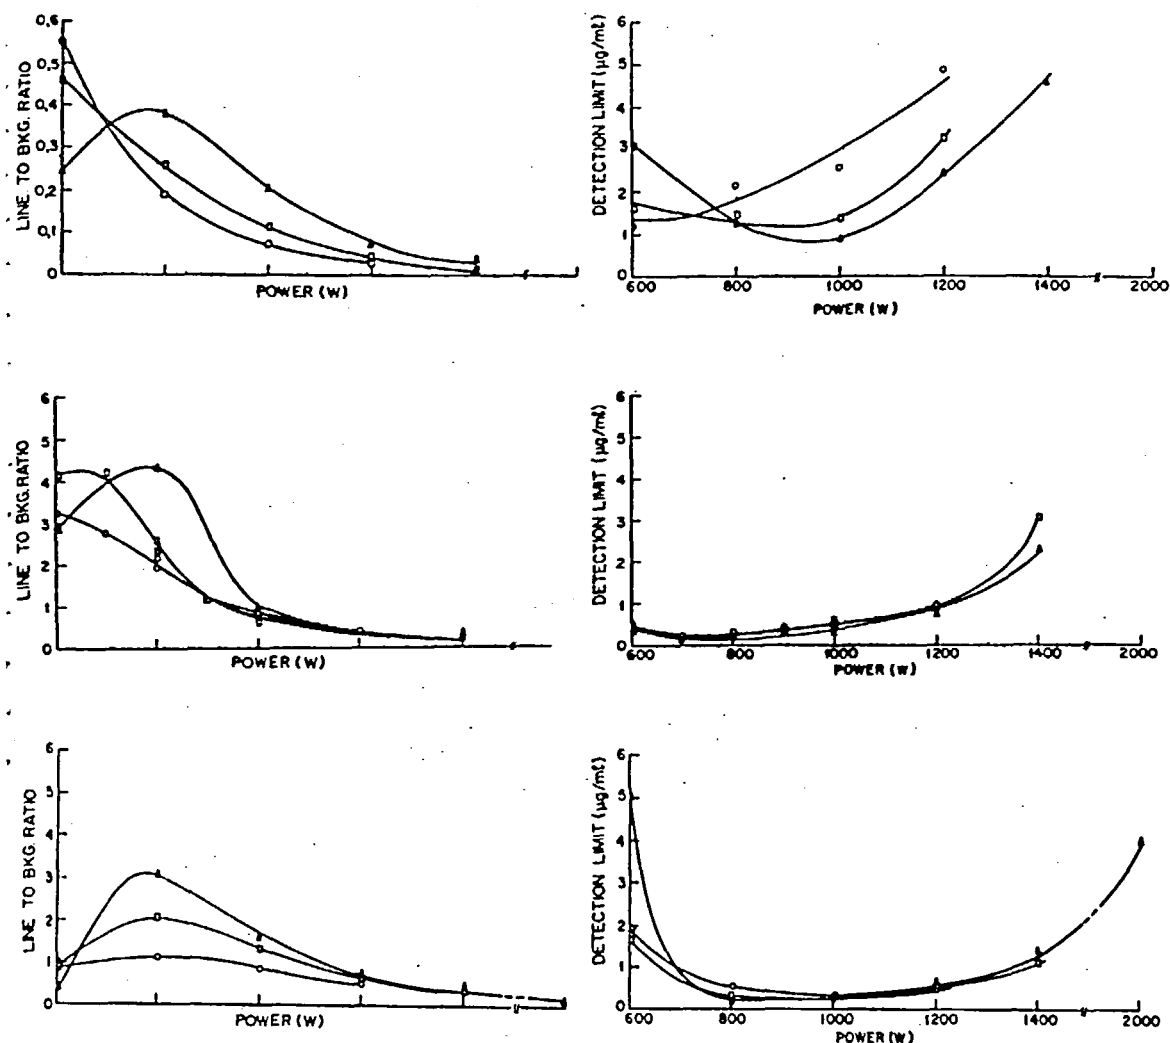 0.6
0.5
0.4
0.3
0.2
0.1
0
LINE TO BKG. RATIO
POWER (W)
6
5
4
3
2
1
0
DETECTION LIMIT (µg/ml)
600 800 1000 1200 1400 2000
POWER (W)
6
5
4
3
2
1
0
LINE TO BKG. RATIO
POWER (W)
6
5
4
3
2
1
0
DETECTION LIMIT (µg/ml)
600 800 1000 1200 1400 2000
POWER (W)
6
5
4
3
2
1
0
LINE TO BKG. RATIO
POWER (W)
6
5
4
3
2
1
0
DETECTION LIMIT (µg/ml)
600 800 1000 1200 1400 2000
POWER (W)